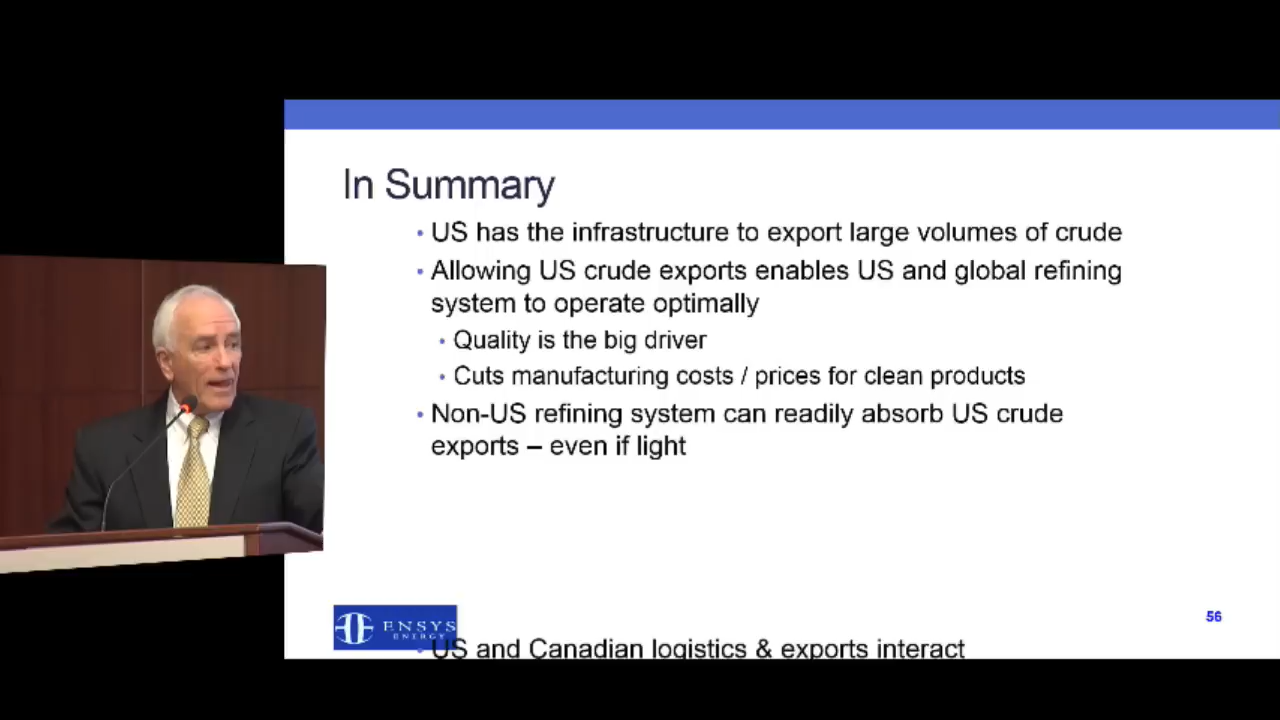 In Summary
• US has the infrastructure to export large volumes of crude
• Allowing US crude exports enables US and global refining
system to operate optimally
• Quality is the big driver
• Cuts manufacturing costs / prices for clean products
• Non-US refining system can readily absorb US crude
exports – even if light
56
ENSYS
ENERGY
• US and Canadian logistics & exports interact